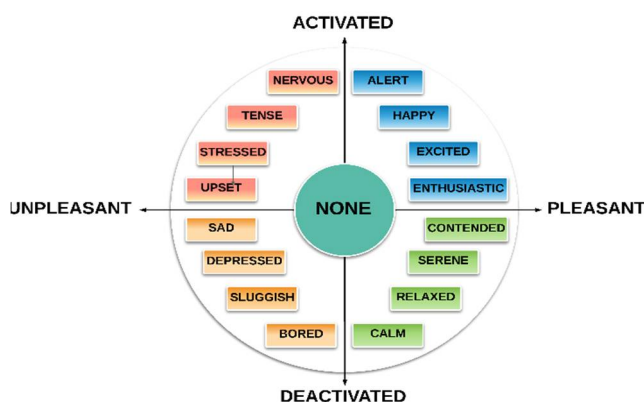 ACTIVATED
NERVOUS
ALERT
TENSE
HAPPY
STRESSED
EXCITED
UPSET
ENTHUSIASTIC
UNPLEASANT
NONE
PLEASANT
SAD
CONTENDED
DEPRESSED
SERENE
SLUGGISH
RELAXED
BORED
CALM
DEACTIVATED